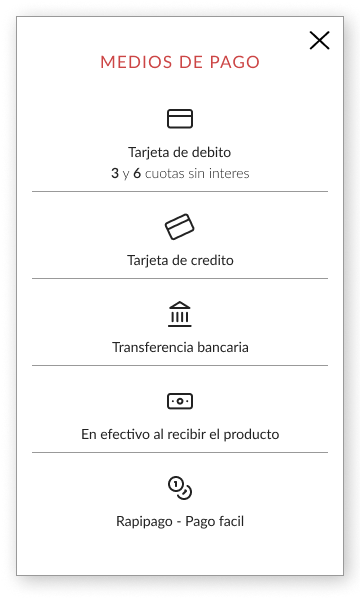 MEDIOS DE PAGO
Tarjeta de debito
3 y 6 cuotas sin interes
Tarjeta de credito
Transferencia bancaria
En efectivo al recibir el producto
Rapipago - Pago facil